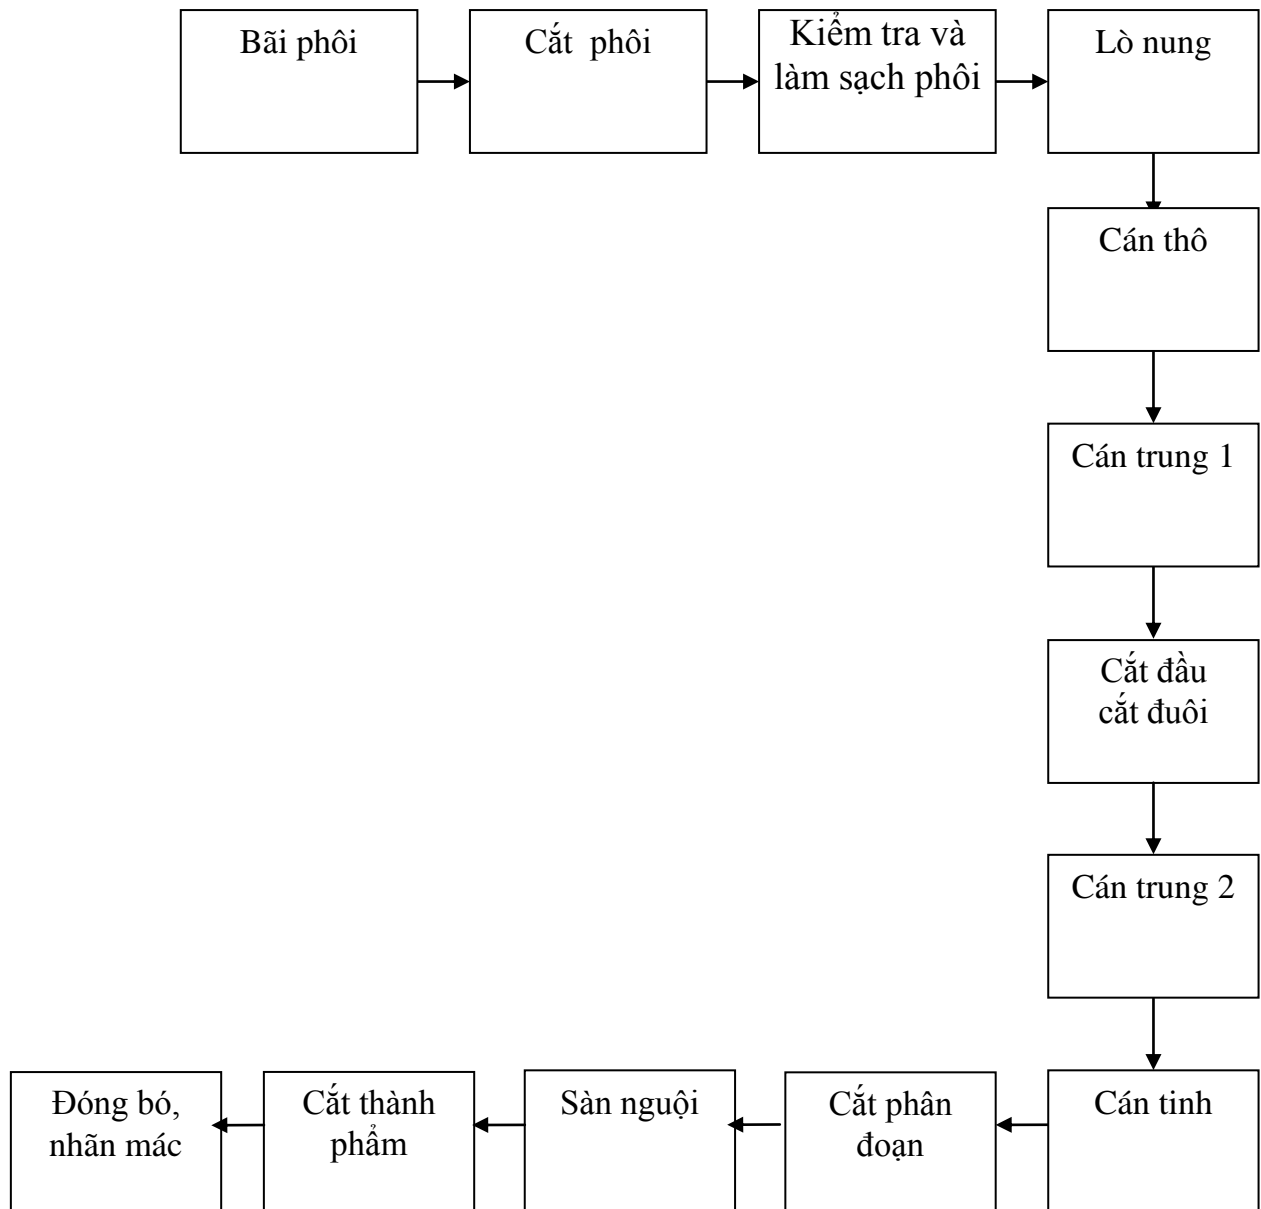 Bãi phôi
Cắt phôi
Kiểm tra và
làm sạch phôi
Lò nung
Cán thô
Cán trung 1
Cắt đầu
cắt đuôi
Cán trung 2
Cán tinh
Cắt phân
đoạn
Sàn nguội
Cắt thành
phẩm
Đóng bó,
nhãn mác